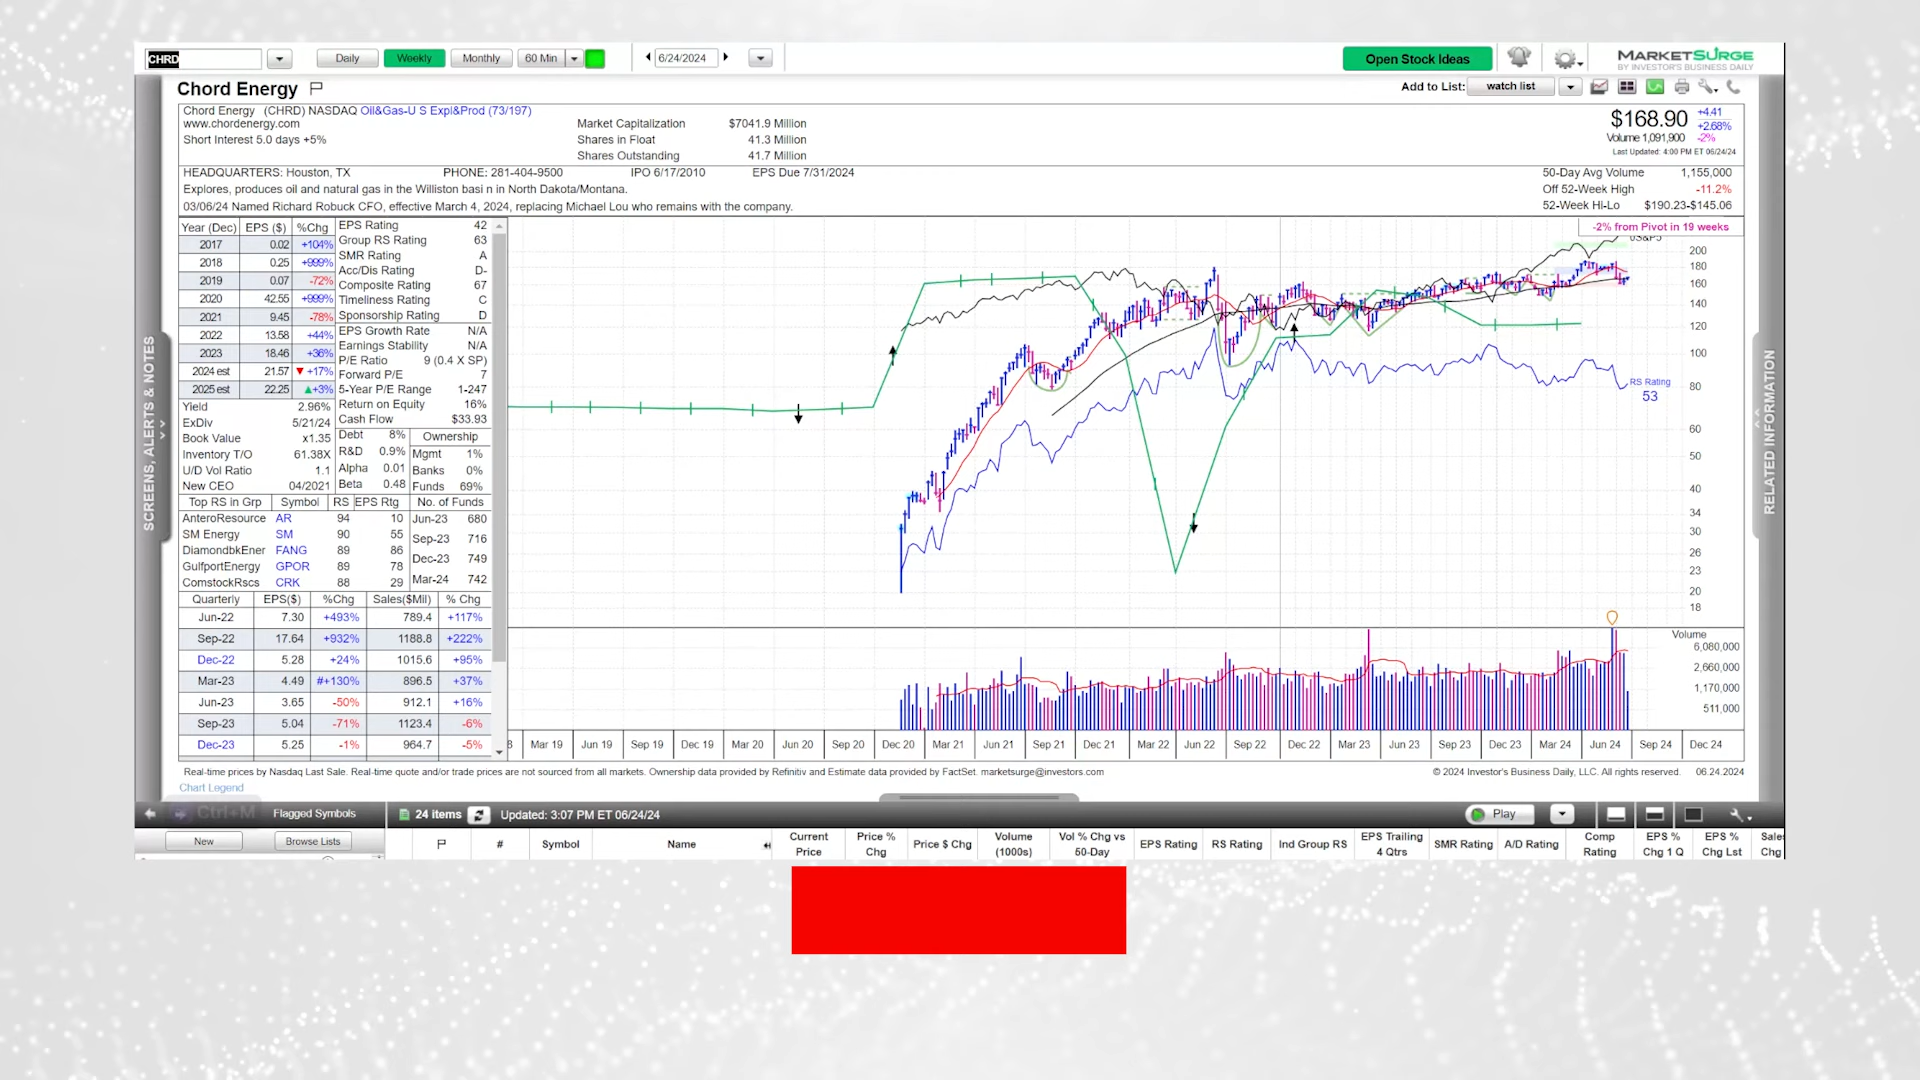 CHRD Daily Weekly Monthly 60 Min 6/24/2024 Open Stock Ideas MARKETSURGE
BY INVESTOR'S BUSINESS DAILY
Chord Energy Add to List: watch list
Chord Energy (CHRD) NASDAQ Oil&Gas-U S Expl&Prod (73/197)
www.chordenergy.com Market Capitalization $7041.9 Million
Short Interest 5.0 days +5% Shares in Float 41.3 Million
Shares Outstanding 41.7 Million
$168.90 +4.41
+2.68%
Volume 1,091,900 -2%
Last Updated: 4:00 PM ET 06/24/24
HEADQUARTERS: Houston, TX PHONE: 281-404-9500 IPO 6/17/2010 EPS Due 7/31/2024
Explores, produces oil and natural gas in the Williston basi n in North Dakota/Montana.
03/06/24 Named Richard Robuck CFO, effective March 4, 2024, replacing Michael Lou who remains with the company.
50-Day Avg Volume 1,155,000
Off 52-Week High -11.2%
52-Week Hi-Lo $190.23-$145.06
Year (Dec) EPS ($) %Chg
2017 0.02 +104%
2018 0.25 +999%
2019 0.07 -72%
2020 42.55 +999%
2021 9.45 -78%
2022 13.58 +44%
2023 18.46 +36%
2024 est 21.57 +17%
2025 est 22.25 +3%
Yield 2.96%
ExDiv 5/21/24
Book Value x1.35
Inventory T/O 61.38X
U/D Vol Ratio 1.1
New CEO 04/2021
EPS Rating 42
Group RS Rating 63
SMR Rating A
Acc/Dis Rating D-
Composite Rating 67
Timeliness Rating C
Sponsorship Rating D
EPS Growth Rate N/A
Earnings Stability N/A
P/E Ratio 9 (0.4 X SP)
Forward P/E 7
5-Year P/E Range 1-247
Return on Equity 16%
Cash Flow $33.93
Debt 8%
R&D 0.9%
Alpha 0.01
Beta 0.48
Ownership
Mgmt 1%
Banks 0%
Funds 69%
Top RS in Grp Symbol RS EPS Rtg
AnteroResource AR 94 10
SM Energy SM 90 55
DiamondbkEner FANG 89 86
GulfportEnergy GPOR 89 78
ComstockRscs CRK 88 29
No. of Funds
Jun-23 680
Sep-23 716
Dec-23 749
Mar-24 742
Quarterly EPS($) %Chg Sales($Mil) % Chg
Jun-22 7.30 +493% 789.4 +117%
Sep-22 17.64 +932% 1188.8 +222%
Dec-22 5.28 +24% 1015.6 +95%
Mar-23 4.49 #+130% 896.5 +37%
Jun-23 3.65 -50% 912.1 +16%
Sep-23 5.04 -71% 1123.4 -6%
Dec-23 5.25 -1% 964.7 -5%
-2% from Pivot in 19 weeks
200
180
160
140
120
100
80
RS Rating
53
60
50
40
34
30
26
23
20
18
Volume
6,080,000
2,660,000
1,170,000
511,000
8 Mar 19 Jun 19 Sep 19 Dec 19 Mar 20 Jun 20 Sep 20 Dec 20 Mar 21 Jun 21 Sep 21 Dec 21 Mar 22 Jun 22 Sep 22 Dec 22 Mar 23 Jun 23 Sep 23 Dec 23 Mar 24 Jun 24 Sep 24 Dec 24
Real-time prices by Nasdaq Last Sale. Real-time quote and/or trade prices are not sourced from all markets. Ownership data provided by Refinitiv and Estimate data provided by FactSet. marketsurge@investors.com © 2024 Investor's Business Daily, LLC. All rights reserved. 06.24.2024
Chart Legend
SCREENS, ALERTS & NOTES
RELATED INFORMATION
Ctrl+M Flagged Symbols 24 items Updated: 3:07 PM ET 06/24/24 Play
New Browse Lists
# Symbol Name
Current Price
Price % Chg
Price $ Chg
Volume (1000s)
Vol % Chg vs 50-Day
EPS Rating
RS Rating
Ind Group RS
EPS Trailing 4 Qtrs
SMR Rating
A/D Rating
Comp Rating
EPS % Chg 1 Q
EPS % Chg Lst
Sales Chg